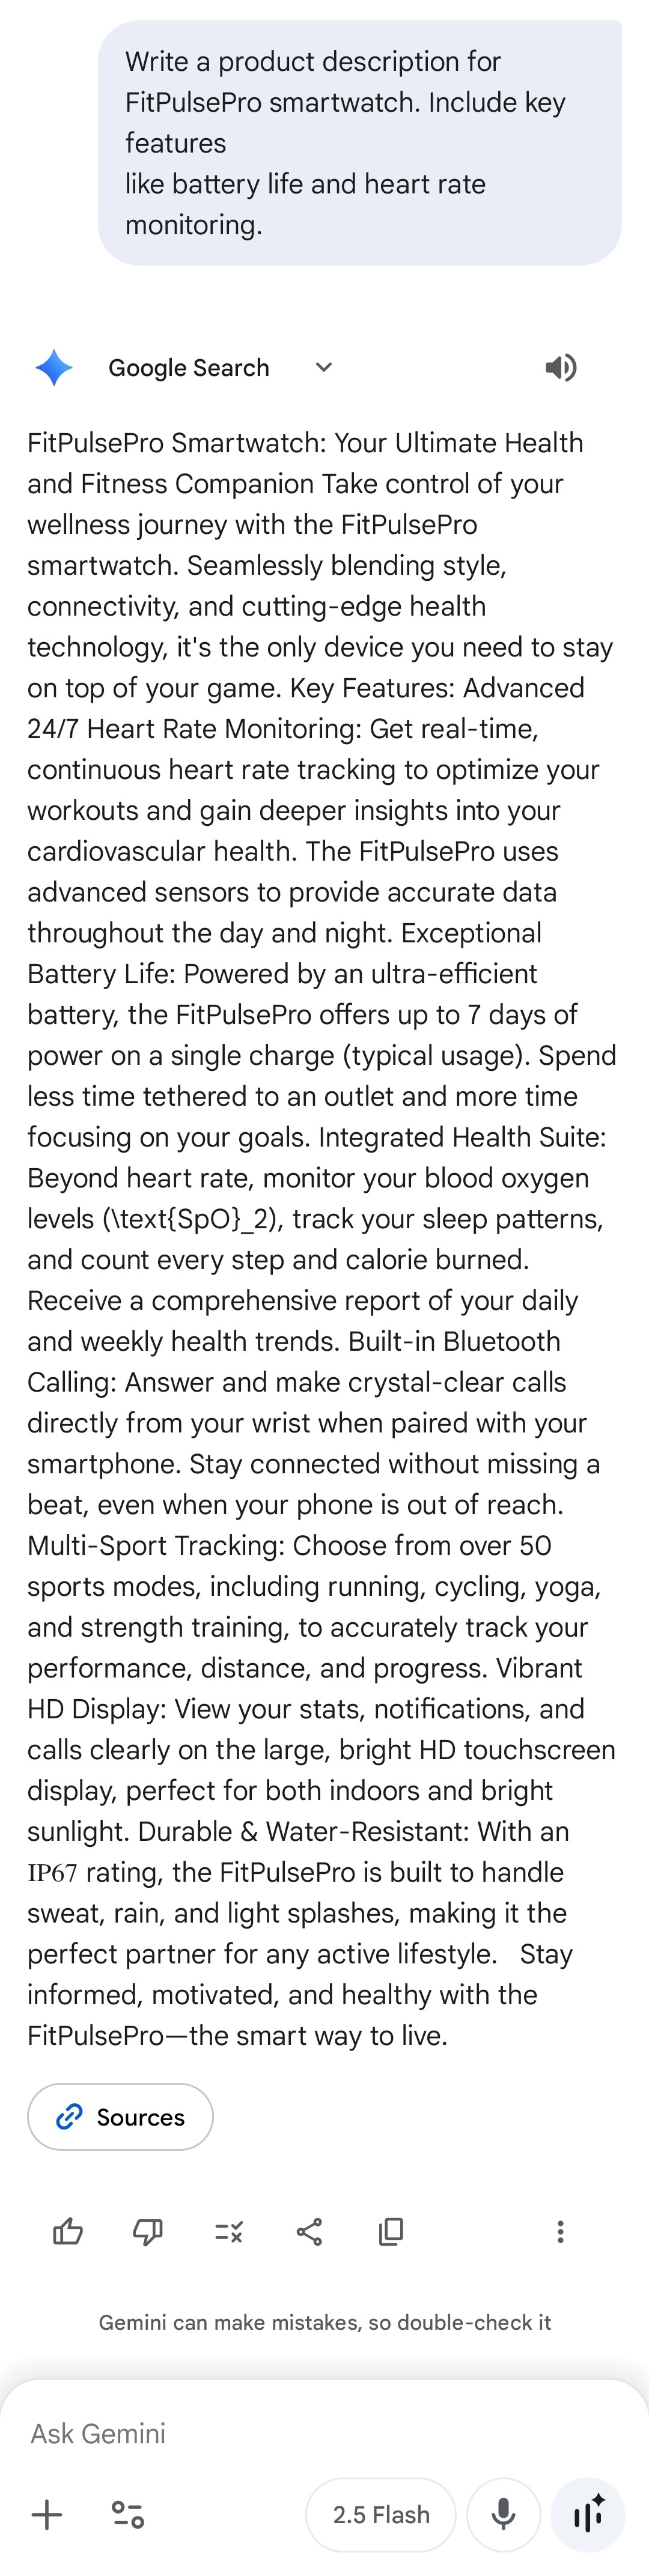 Write a product description for
FitPulsePro smartwatch. Include key
features
like battery life and heart rate
monitoring.
Google Search
FitPulsePro Smartwatch: Your Ultimate Health
and Fitness Companion Take control of your
wellness journey with the FitPulsePro
smartwatch. Seamlessly blending style,
connectivity, and cutting-edge health
technology, it's the only device you need to stay
on top of your game. Key Features: Advanced
24/7 Heart Rate Monitoring: Get real-time,
continuous heart rate tracking to optimize your
workouts and gain deeper insights into your
cardiovascular health. The FitPulsePro uses
advanced sensors to provide accurate data
throughout the day and night. Exceptional
Battery Life: Powered by an ultra-efficient
battery, the FitPulsePro offers up to 7 days of
power on a single charge (typical usage). Spend
less time tethered to an outlet and more time
focusing on your goals. Integrated Health Suite:
Beyond heart rate, monitor your blood oxygen
levels (\text{SpO}_2), track your sleep patterns,
and count every step and calorie burned.
Receive a comprehensive report of your daily
and weekly health trends. Built-in Bluetooth
Calling: Answer and make crystal-clear calls
directly from your wrist when paired with your
smartphone. Stay connected without missing a
beat, even when your phone is out of reach.
Multi-Sport Tracking: Choose from over 50
sports modes, including running, cycling, yoga,
and strength training, to accurately track your
performance, distance, and progress. Vibrant
HD Display: View your stats, notifications, and
calls clearly on the large, bright HD touchscreen
display, perfect for both indoors and bright
sunlight. Durable & Water-Resistant: With an
IP67 rating, the FitPulsePro is built to handle
sweat, rain, and light splashes, making it the
perfect partner for any active lifestyle.   Stay
informed, motivated, and healthy with the
FitPulsePro—the smart way to live.
Sources
Gemini can make mistakes, so double-check it
Ask Gemini
2.5 Flash